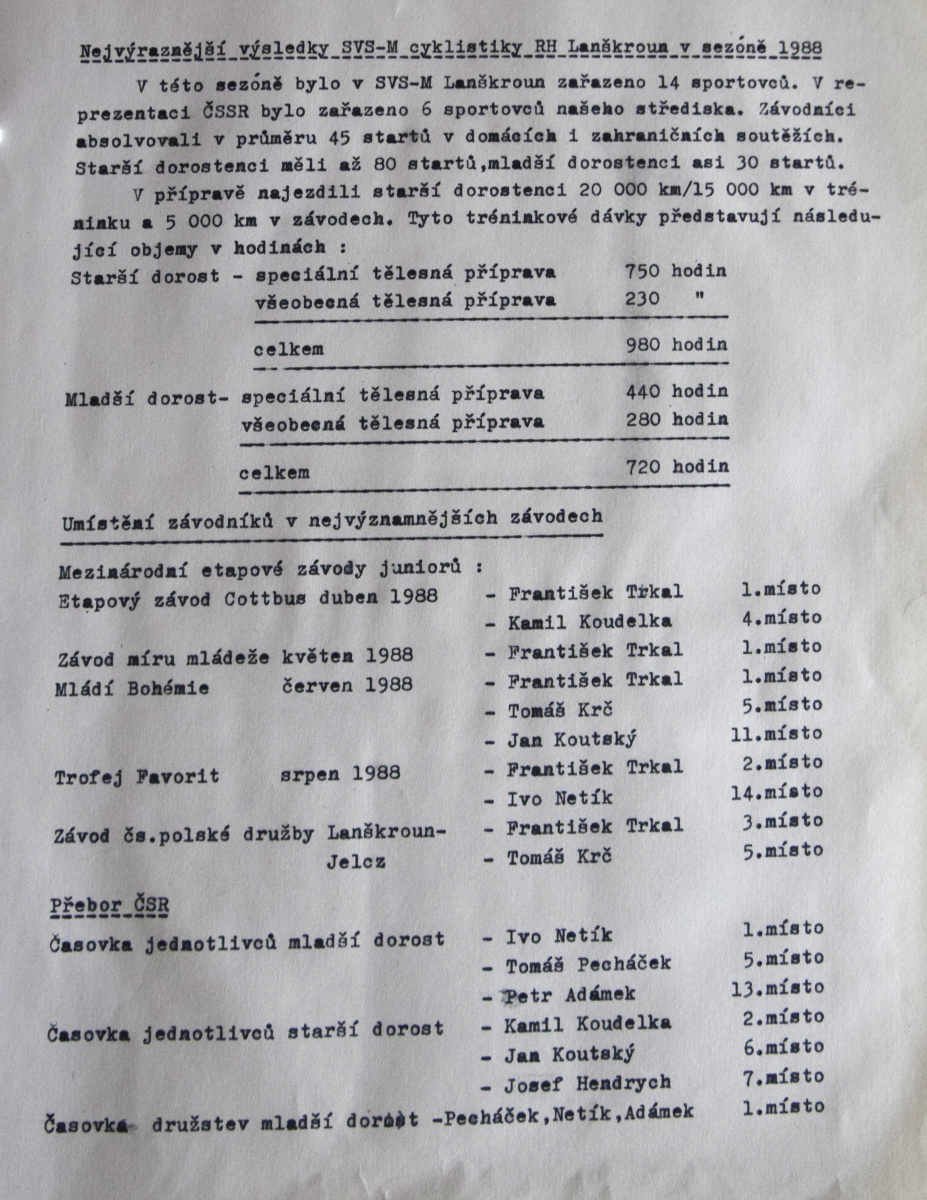 Nejvýraznější výsledky SVS-M cyklistiky RH Lanškroun v sezóně 1988
V této sezóně bylo v SVS-M Lanškroun zařazeno 14 sportovců. V re-
prezentaci ČSSR bylo zařazeno 6 sportovců našeho střediska. Závodníci
absolvovali v průměru 45 startů v domácích i zahraničních soutěžích.
Starší dorostenci měli až 80 startů,mladší dorostenci asi 30 startů.
V přípravě najezdili starší dorostenci 20 000 km/15 000 km v tré-
ninku a 5 000 km v závodech. Tyto tréninkové dávky představují násle­du-
jící objemy v hodinách :
Starší dorost - speciální tělesná příprava 750 hodin
všeobecná tělesná příprava 230 "
celkem 980 hodin
Mladší dorost- speciální tělesná příprava 440 hodin
všeobecná tělesná příprava 280 hodin
celkem 720 hodin
Umístění závodníků v nejvýznamnějších závodech
Mezinárodní etapové závody juniorů :
Etapový závod Cottbus duben 1988 - František Trkal 1.místo
- Kamil Koudelka 4.místo
Závod míru mládeže květen 1988 - František Trkal 1.místo
Mládí Bohémie červen 1988 - František Trkal 1.místo
- Tomáš Krč 5.místo
- Jan Koutský 11.místo
Trofej Favorit srpen 1988 - František Trkal 2.místo
- Ivo Netík 14.místo
Závod čs.polské družby Lanškroun- - František Trkal 3.místo
Jelcz - Tomáš Krč 5.místo
Přebor ČSR
Časovka jednotlivců mladší dorost - Ivo Netík 1.místo
- Tomáš Pecháček 5.místo
- Petr Adámek 13.místo
Časovka jednotlivců starší dorost - Kamil Koudelka 2.místo
- Jan Koutský 6.místo
- Josef Hendrych 7.místo
Časovka družstev mladší dorost -Pecháček,Netík,Adámek 1.místo